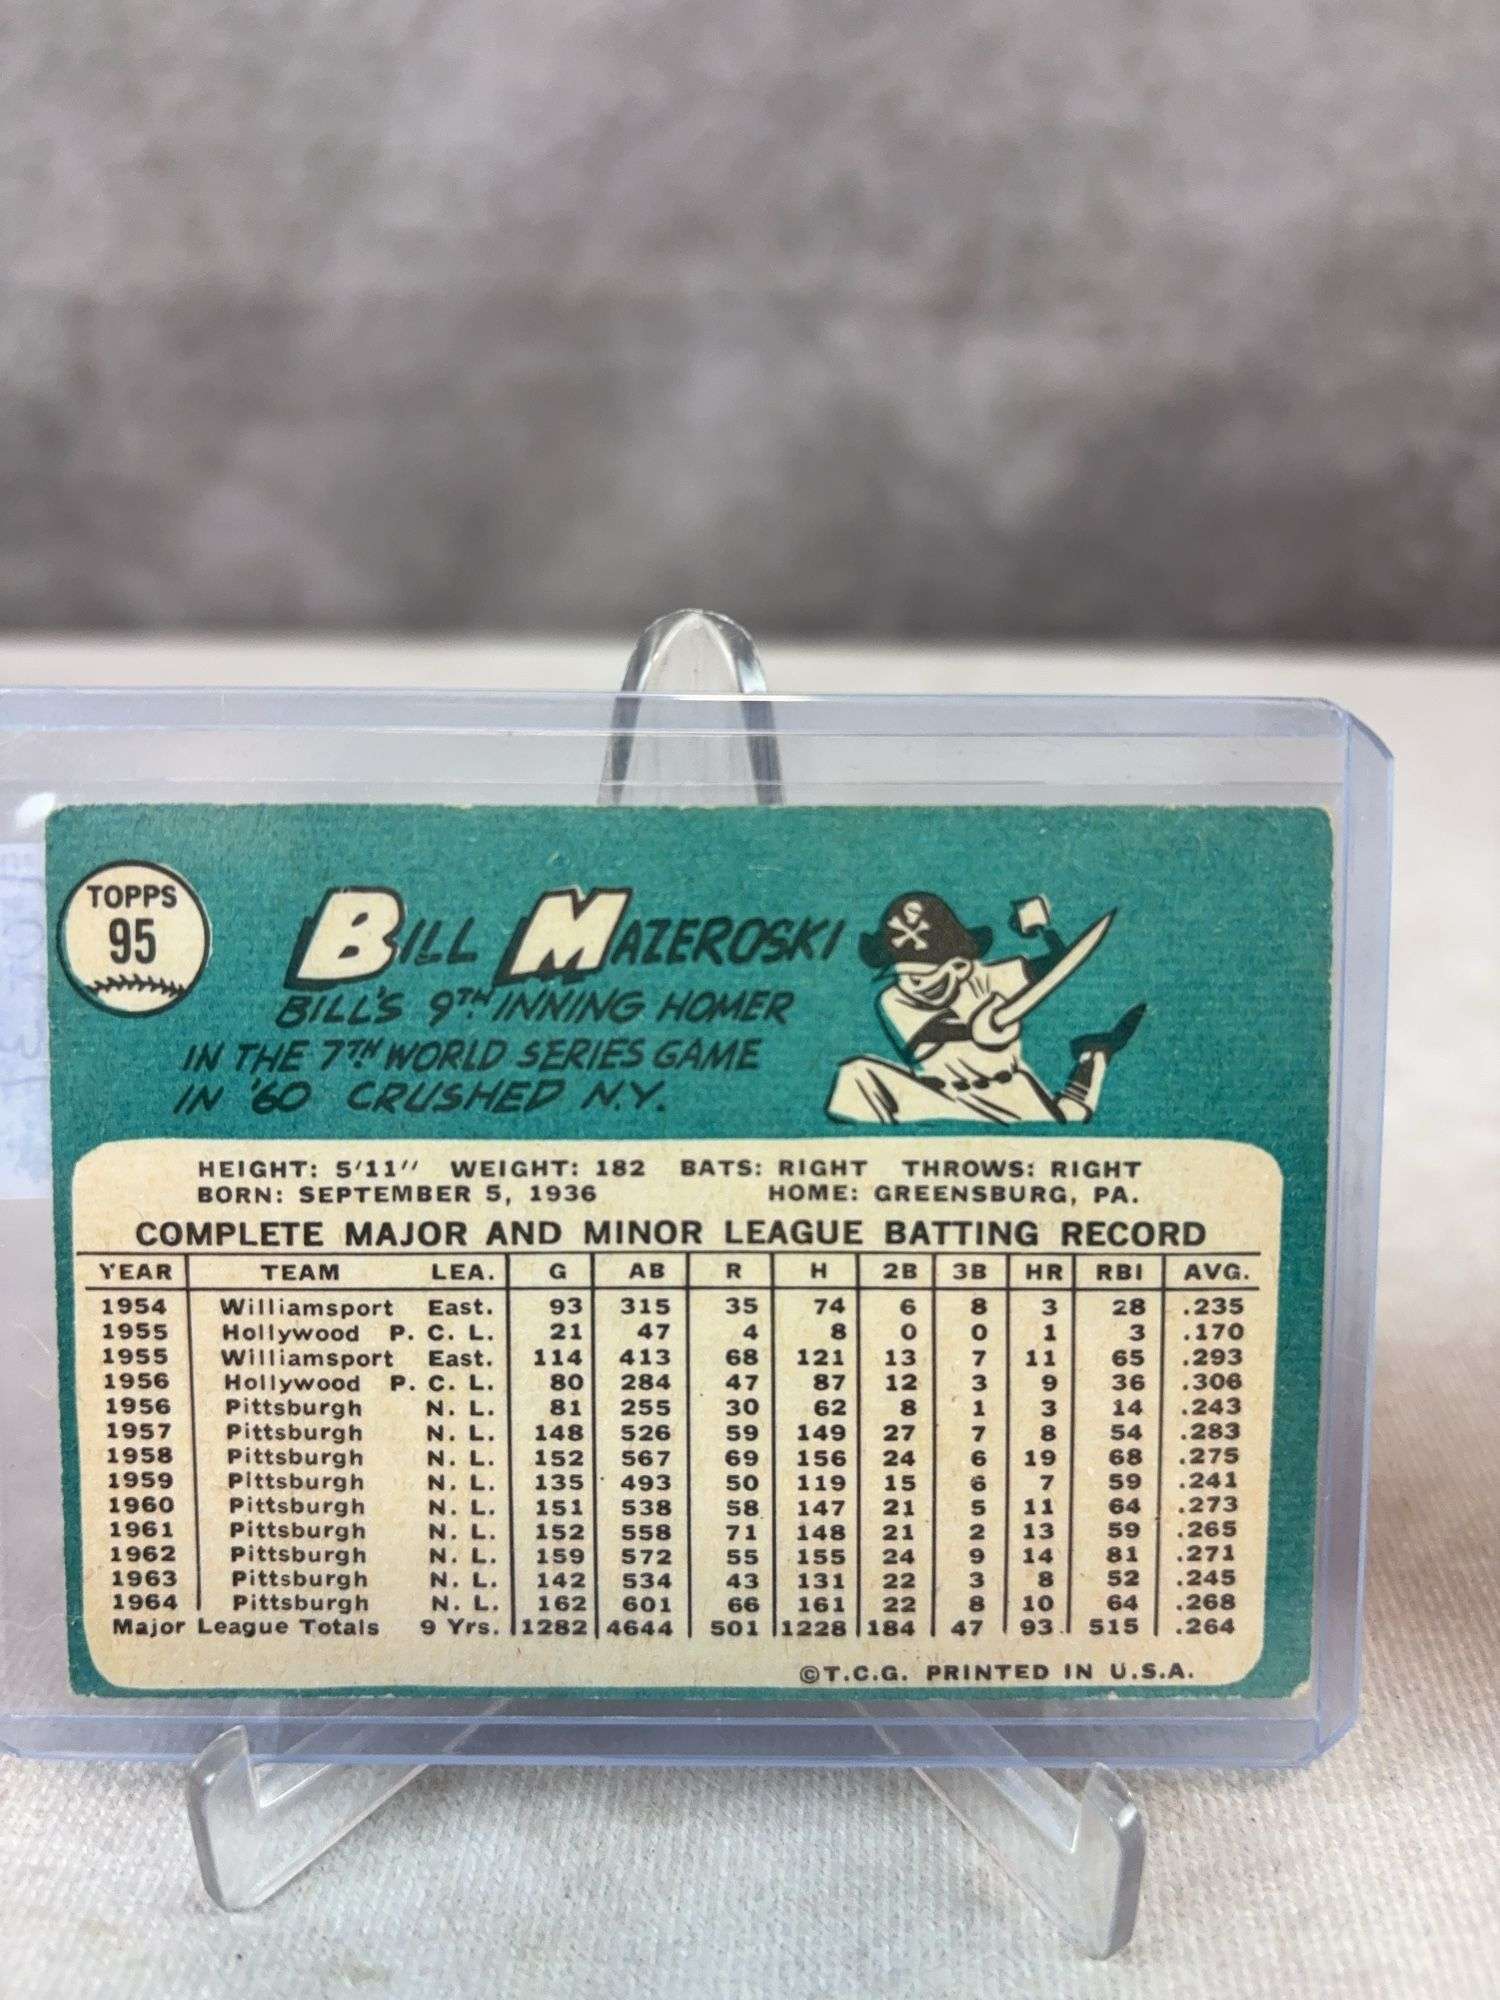 TOPPS
95
BILL MAZEROSKI
BILL'S 9TH INNING HOMER
IN THE 7TH WORLD SERIES GAME
IN '60 CRUSHED N.Y.
HEIGHT: 5'11" WEIGHT: 182 BATS: RIGHT THROWS: RIGHT
BORN: SEPTEMBER 5, 1936 HOME: GREENSBURG, PA.
COMPLETE MAJOR AND MINOR LEAGUE BATTING RECORD
YEAR TEAM LEA. G AB R H 2B 3B HR RBI AVG.
1954 Williamsport East. 93 315 35 74 6 8 3 28 .235
1955 Hollywood P. C. L. 21 47 4 8 0 0 1 3 .170
1955 Williamsport East. 114 413 68 121 13 7 11 65 .293
1956 Hollywood P. C. L. 80 284 47 87 12 3 9 36 .306
1956 Pittsburgh N. L. 81 255 30 62 8 1 3 14 .243
1957 Pittsburgh N. L. 148 526 59 149 27 7 8 54 .283
1958 Pittsburgh N. L. 152 567 69 156 24 6 19 68 .275
1959 Pittsburgh N. L. 135 493 50 119 15 6 7 59 .241
1960 Pittsburgh N. L. 151 538 58 147 21 5 11 64 .273
1961 Pittsburgh N. L. 152 558 71 148 21 2 13 59 .265
1962 Pittsburgh N. L. 159 572 55 155 24 9 14 81 .271
1963 Pittsburgh N. L. 142 534 43 131 22 3 8 52 .245
1964 Pittsburgh N. L. 162 601 66 161 22 8 10 64 .268
Major League Totals 9 Yrs. 1282 4644 501 1228 184 47 93 515 .264
©T.C.G. PRINTED IN U.S.A.